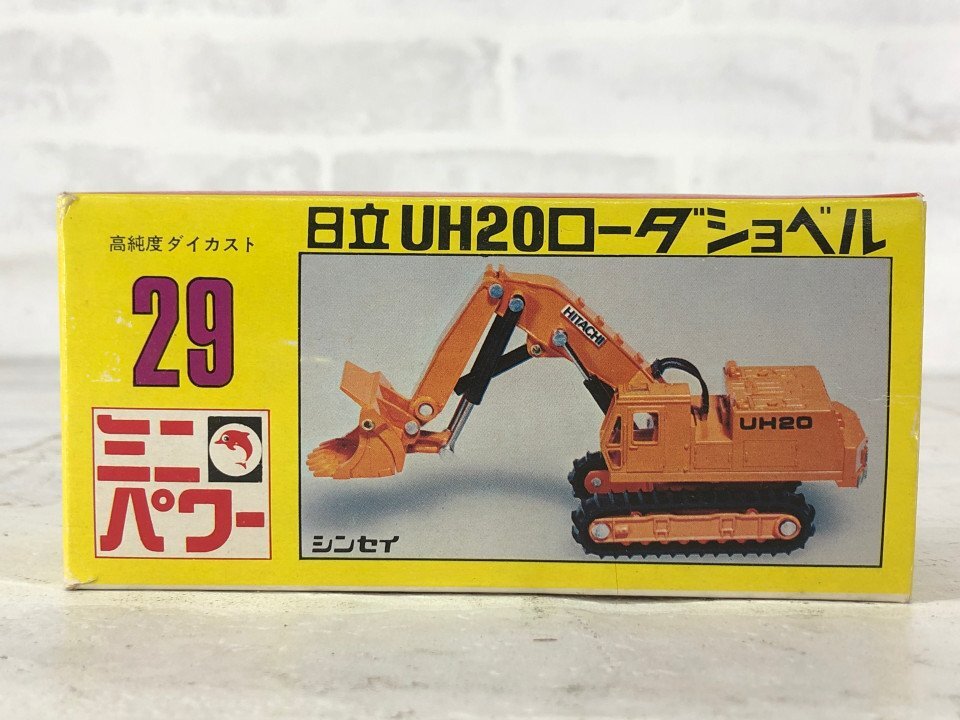 高純度ダイカスト
29
ミニ
パワー
日立UH20ローダショベル
HITACHI
UH20
シンセイ